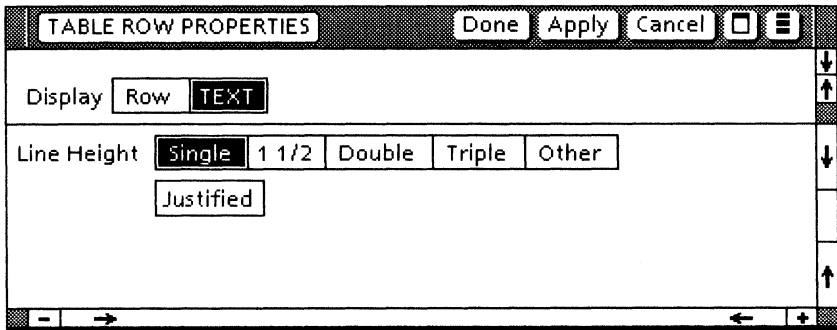 TABLE ROW PROPERTIES Done Apply Cancel
Display Row TEXT
Line Height Single 1 1/2 Double Triple Other
Justified